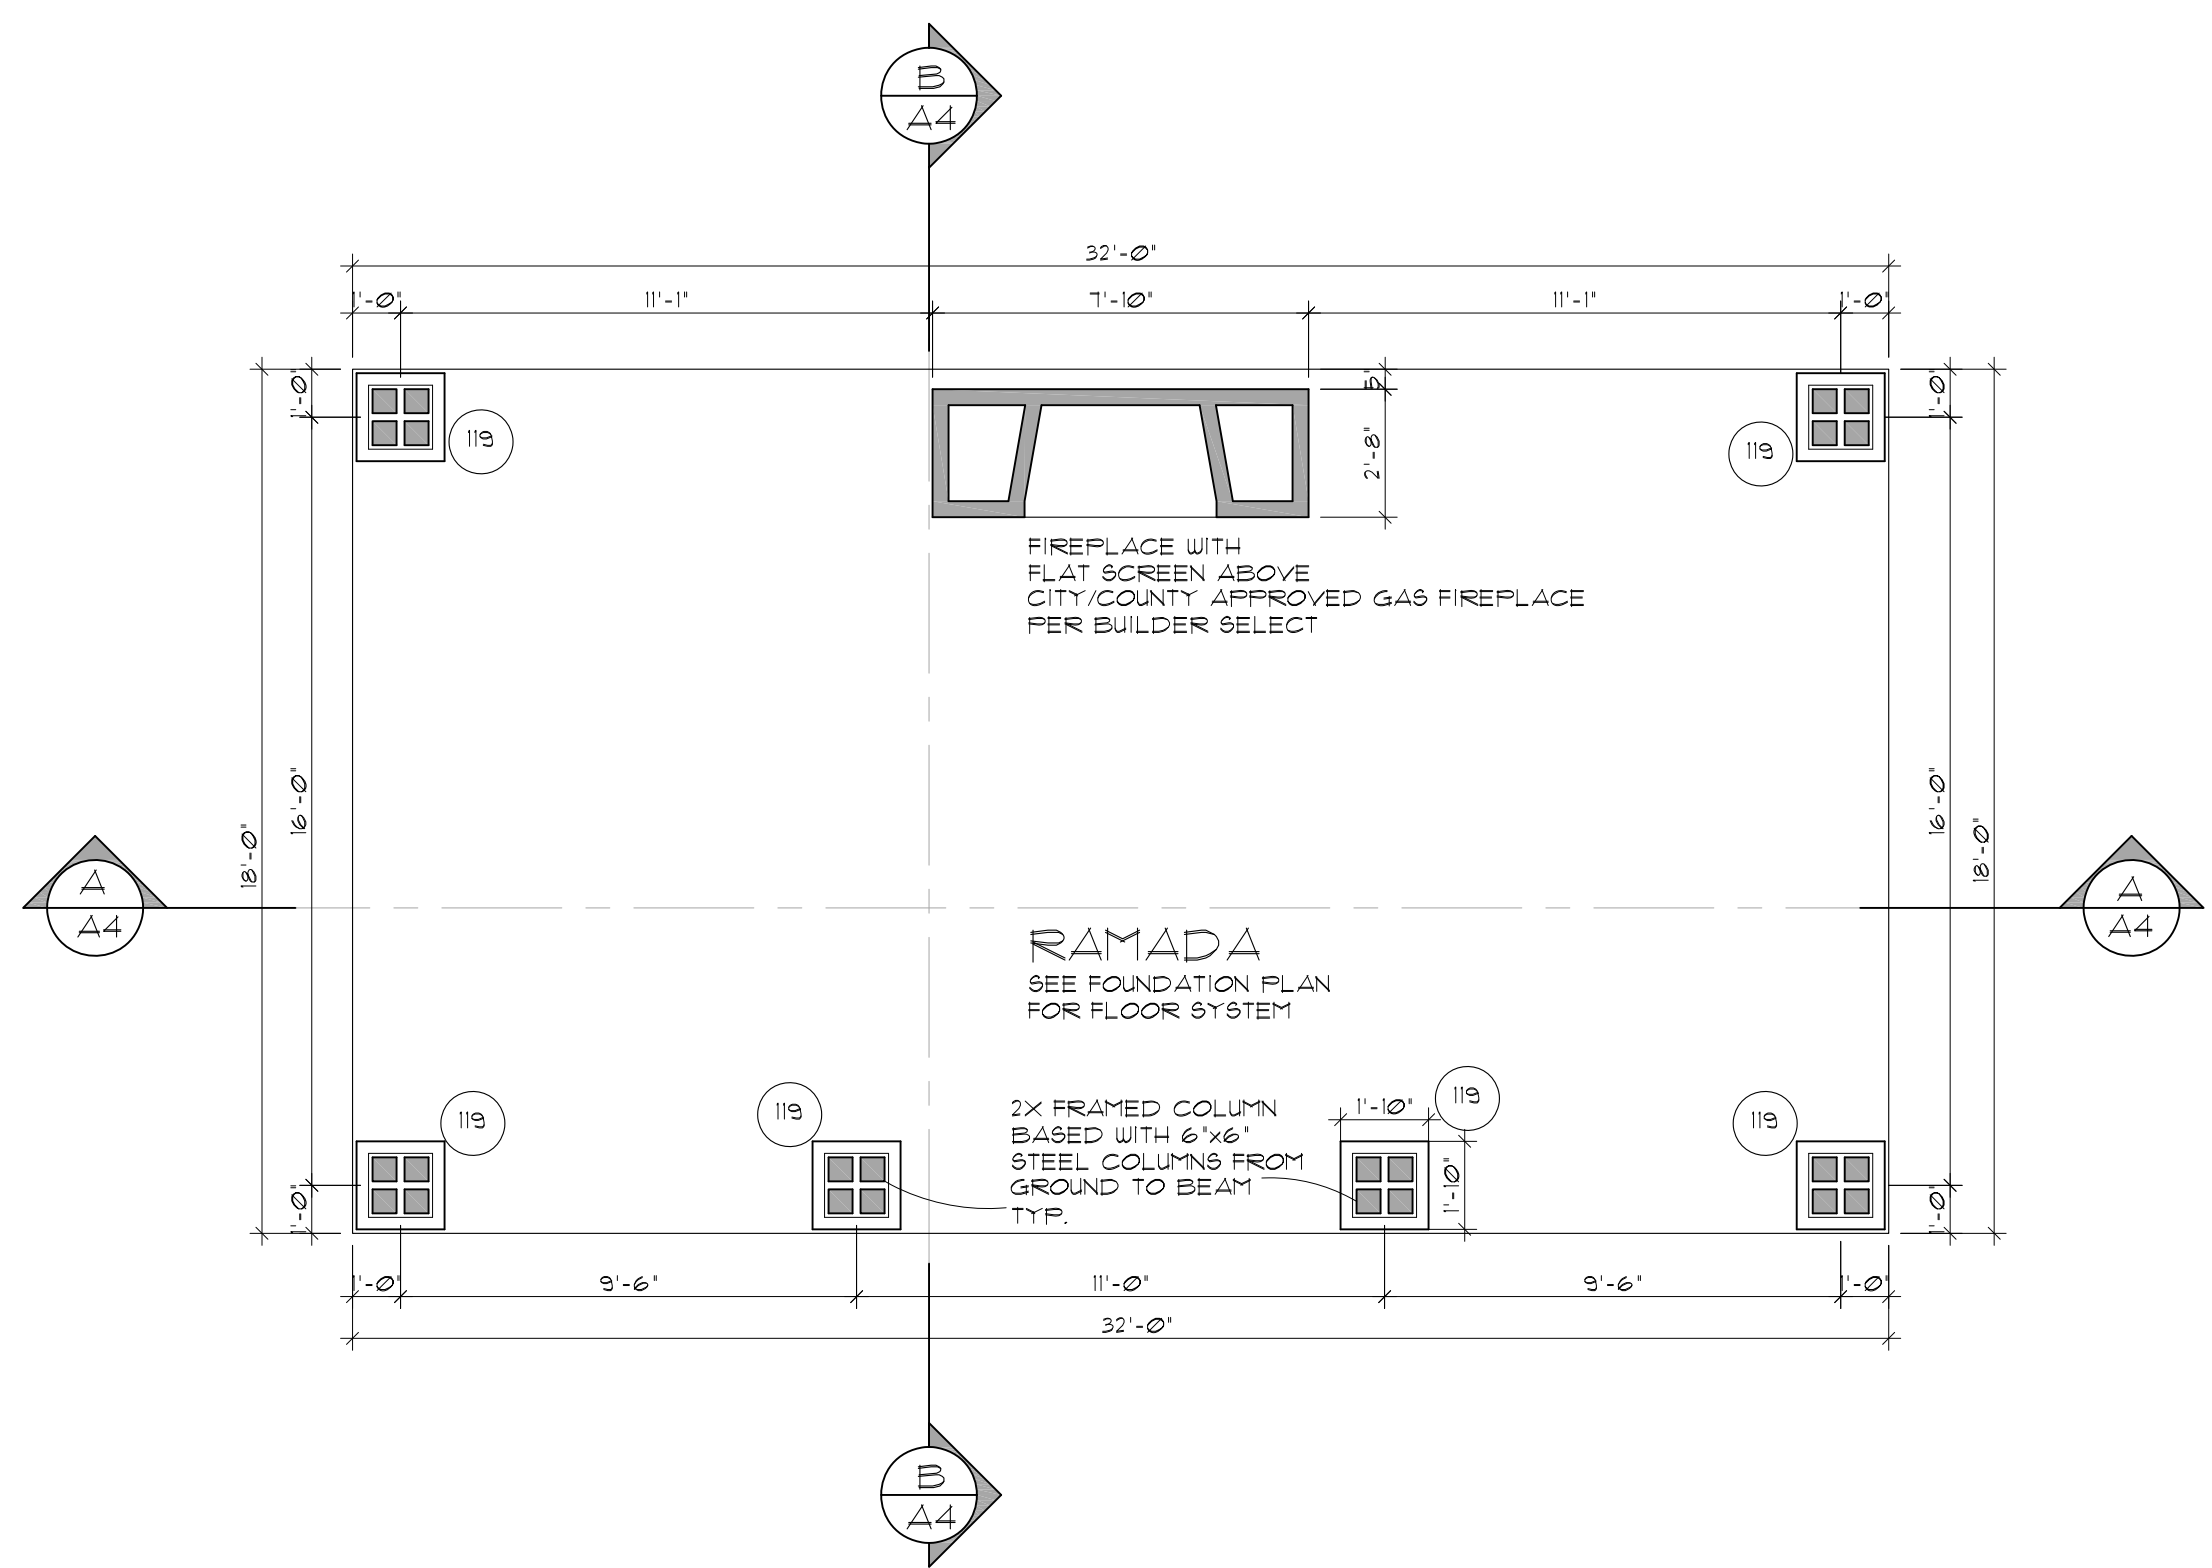 B
A4
32'-0"
1'-0"
11'-1"
7'-10"
11'-1"
1'-0"
1'-0"
5"
1'-0"
119
119
2'-8"
FIREPLACE WITH
FLAT SCREEN ABOVE
CITY/COUNTY APPROVED GAS FIREPLACE
PER BUILDER SELECT
16'-0"
16'-0"
18'-0"
18'-0"
A
A4
A
A4
RAMADA
SEE FOUNDATION PLAN
FOR FLOOR SYSTEM
119
119
119
119
2X FRAMED COLUMN
BASED WITH 6"x6"
STEEL COLUMNS FROM
GROUND TO BEAM
TYP.
1'-10"
1'-10"
1'-0"
1'-0"
1'-0"
9'-6"
11'-0"
9'-6"
1'-0"
32'-0"
B
A4